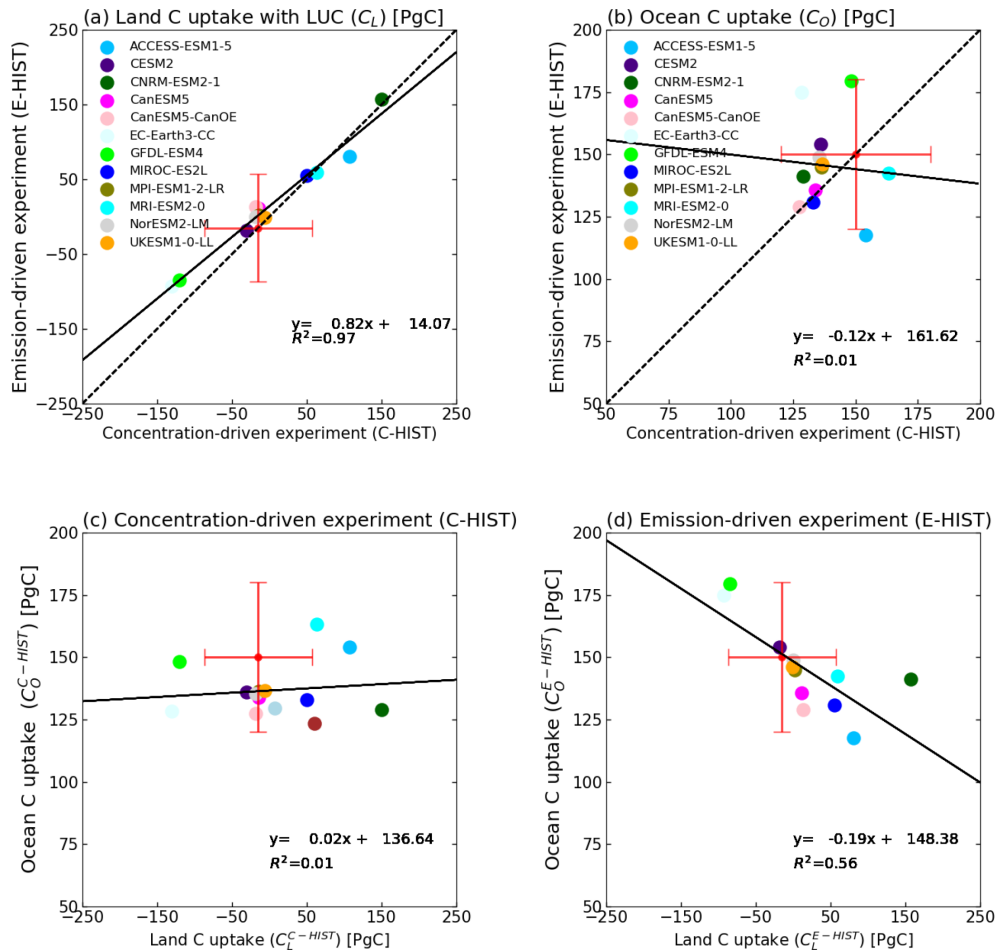 (a) Land C uptake with LUC (C_L) [PgC]
Emission-driven experiment (E-HIST)
250
150
50
−50
−150
−250
ACCESS-ESM1-5
CESM2
CNRM-ESM2-1
CanESM5
CanESM5-CanOE
EC-Earth3-CC
GFDL-ESM4
MIROC-ES2L
MPI-ESM1-2-LR
MRI-ESM2-0
NorESM2-LM
UKESM1-0-LL
y= 0.82x + 14.07
R²=0.97
−250 −150 −50 50 150 250
Concentration-driven experiment (C-HIST)
(b) Ocean C uptake (C_O) [PgC]
Emission-driven experiment (E-HIST)
200
175
150
125
100
75
50
ACCESS-ESM1-5
CESM2
CNRM-ESM2-1
CanESM5
CanESM5-CanOE
EC-Earth3-CC
GFDL-ESM4
MIROC-ES2L
MPI-ESM1-2-LR
MRI-ESM2-0
NorESM2-LM
UKESM1-0-LL
y= -0.12x + 161.62
R²=0.01
50 75 100 125 150 175 200
Concentration-driven experiment (C-HIST)
(c) Concentration-driven experiment (C-HIST)
Ocean C uptake (C_O^{C−HIST}) [PgC]
200
175
150
125
100
75
50
y= 0.02x + 136.64
R²=0.01
−250 −150 −50 50 150 250
Land C uptake (C_L^{C−HIST}) [PgC]
(d) Emission-driven experiment (E-HIST)
Ocean C uptake (C_O^{E−HIST}) [PgC]
200
175
150
125
100
75
50
y= -0.19x + 148.38
R²=0.56
−250 −150 −50 50 150 250
Land C uptake (C_L^{E−HIST}) [PgC]